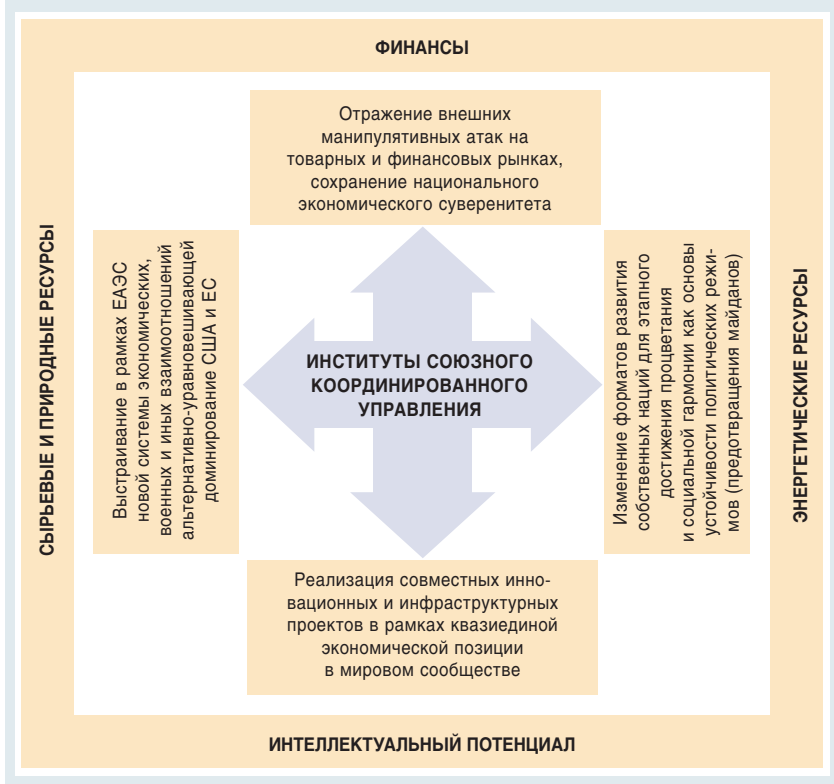 ФИНАНСЫ
Отражение внешних
манипулятивных атак на
товарных и финансовых рынках,
сохранение национального
экономического суверенитета
СЫРЬЕВЫЕ И ПРИРОДНЫЕ РЕСУРСЫ
Выстраивание в рамках ЕАЭС
новой системы экономических,
военных и иных взаимоотношений
альтернативно-уравновешивающей
доминирование США и ЕС
ИНСТИТУТЫ СОЮЗНОГО
КООРДИНИРОВАННОГО
УПРАВЛЕНИЯ
Изменение форматов развития
собственных наций для этапного
достижения процветания
и социальной гармонии как основы
устойчивости политических режи-
мов (предотвращения майданов)
ЭНЕРГЕТИЧЕСКИЕ РЕСУРСЫ
Реализация совместных инно-
вационных и инфраструктурных
проектов в рамках квазиединой
экономической позиции
в мировом сообществе
ИНТЕЛЛЕКТУАЛЬНЫЙ ПОТЕНЦИАЛ